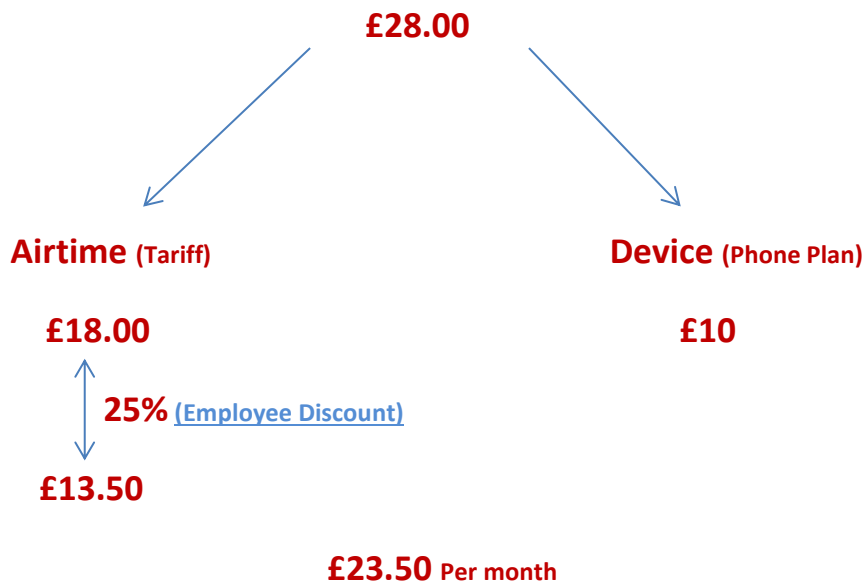 £28.00
Airtime (Tariff)
Device (Phone Plan)
£18.00
£10
25% (Employee Discount)
£13.50
£23.50 Per month